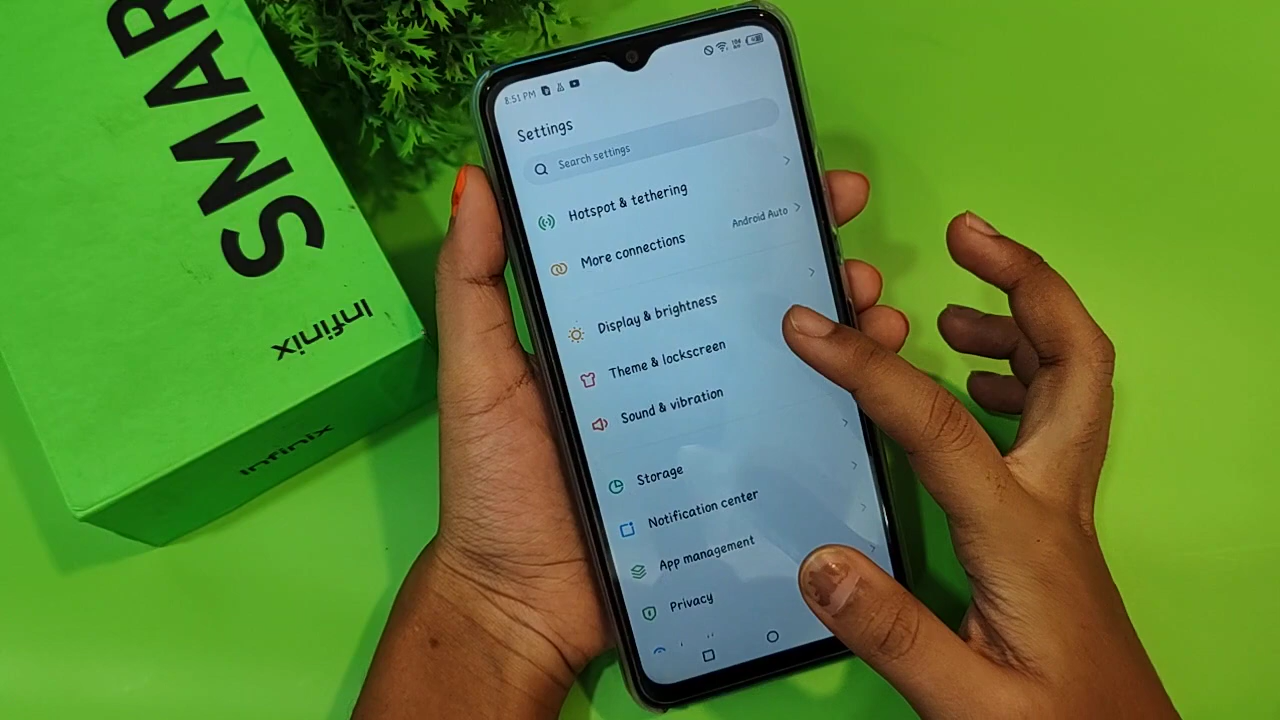 SMAR
Infinix
Infinix
8:51 PM
Settings
Search settings
Hotspot & tethering
More connections
Android Auto
Display & brightness
Theme & lockscreen
Sound & vibration
Storage
Notification center
App management
Privacy